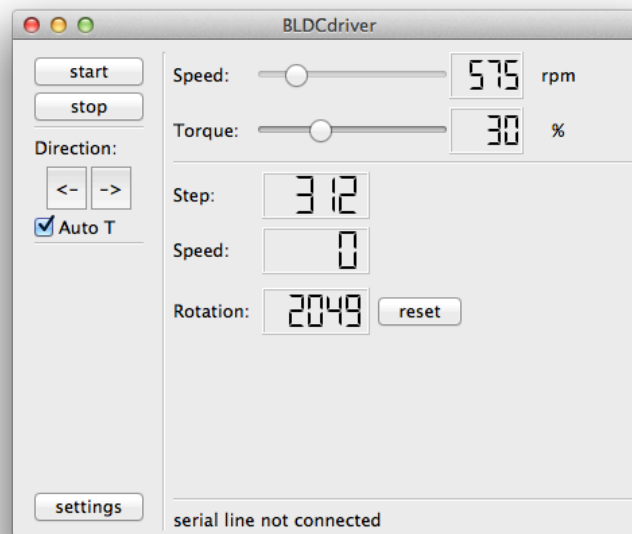 BLDCdriver
start
stop
Direction:
<- ->
Auto T
settings
Speed: 575 rpm
Torque: 30 %
Step: 312
Speed: 0
Rotation: 2049 reset
serial line not connected